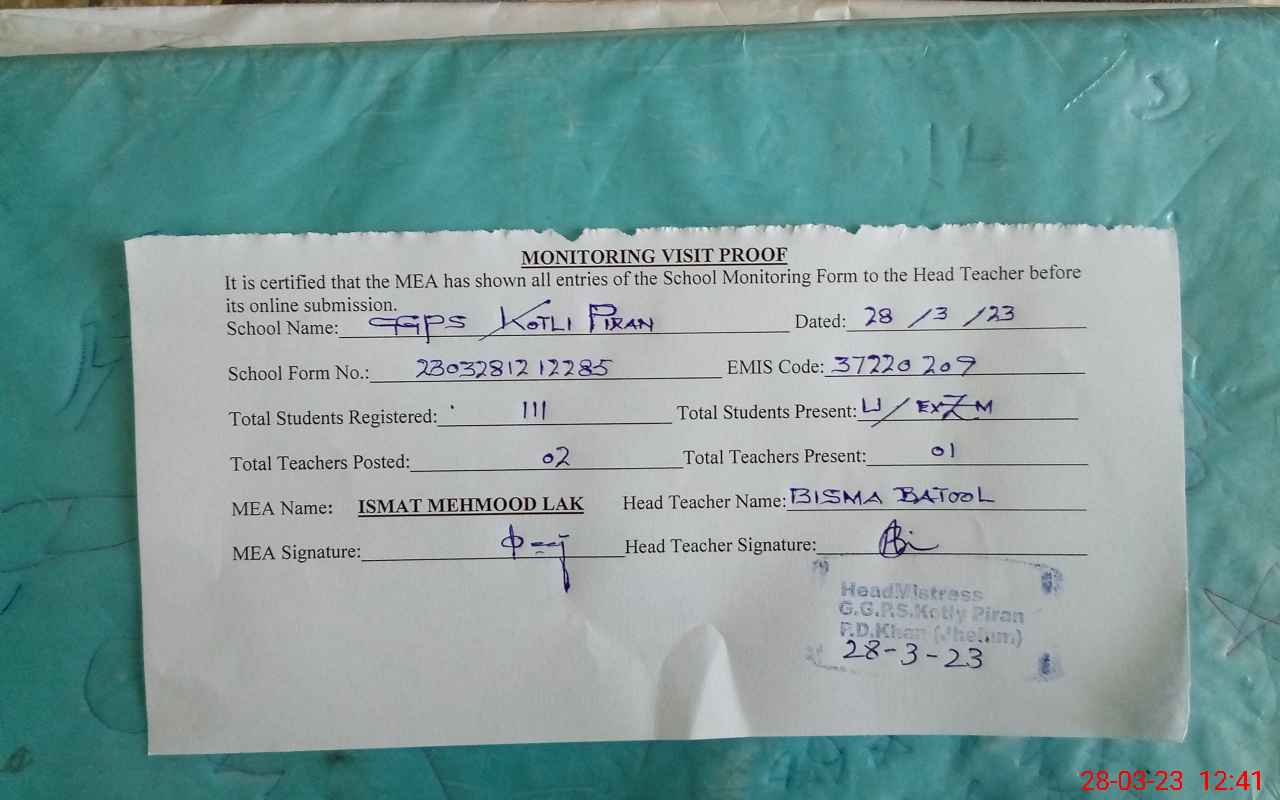 MONITORING VISIT PROOF
It is certified that the MEA has shown all entries of the School Monitoring Form to the Head Teacher before
its online submission.
School Name: GGPS KOTLI PIRAN Dated: 28/3/23
School Form No.: 230328121 2285 EMIS Code: 37220209
Total Students Registered: 111 Total Students Present: U/EXZM
Total Teachers Posted: 02 Total Teachers Present: 01
MEA Name: ISMAT MEHMOOD LAK Head Teacher Name: BISMA BATOOL
MEA Signature: Head Teacher Signature:
HeadMistress
G.G.P.S.Kotly Piran
P.D.Khan (Jhelum)
28-3-23
28-03-23 12:41